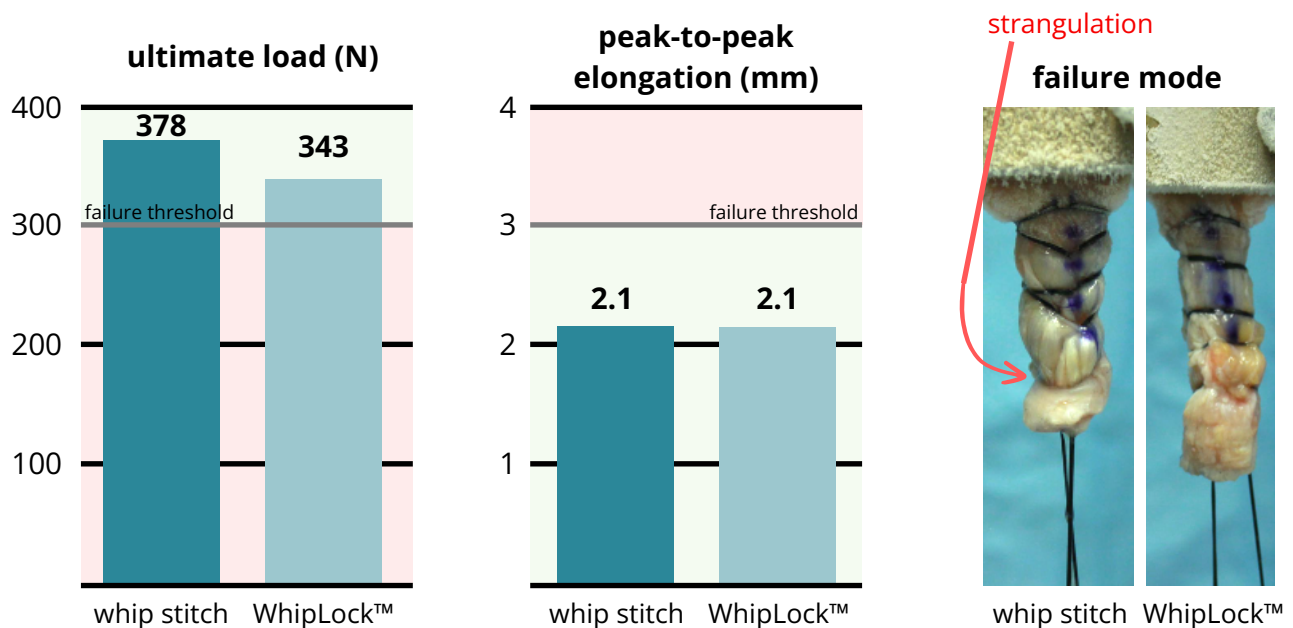 ultimate load (N)
400
300
200
100
378
343
failure threshold
whip stitch
WhipLock™
peak-to-peak
elongation (mm)
4
3
2
1
failure threshold
2.1
2.1
whip stitch
WhipLock™
strangulation
failure mode
whip stitch
WhipLock™